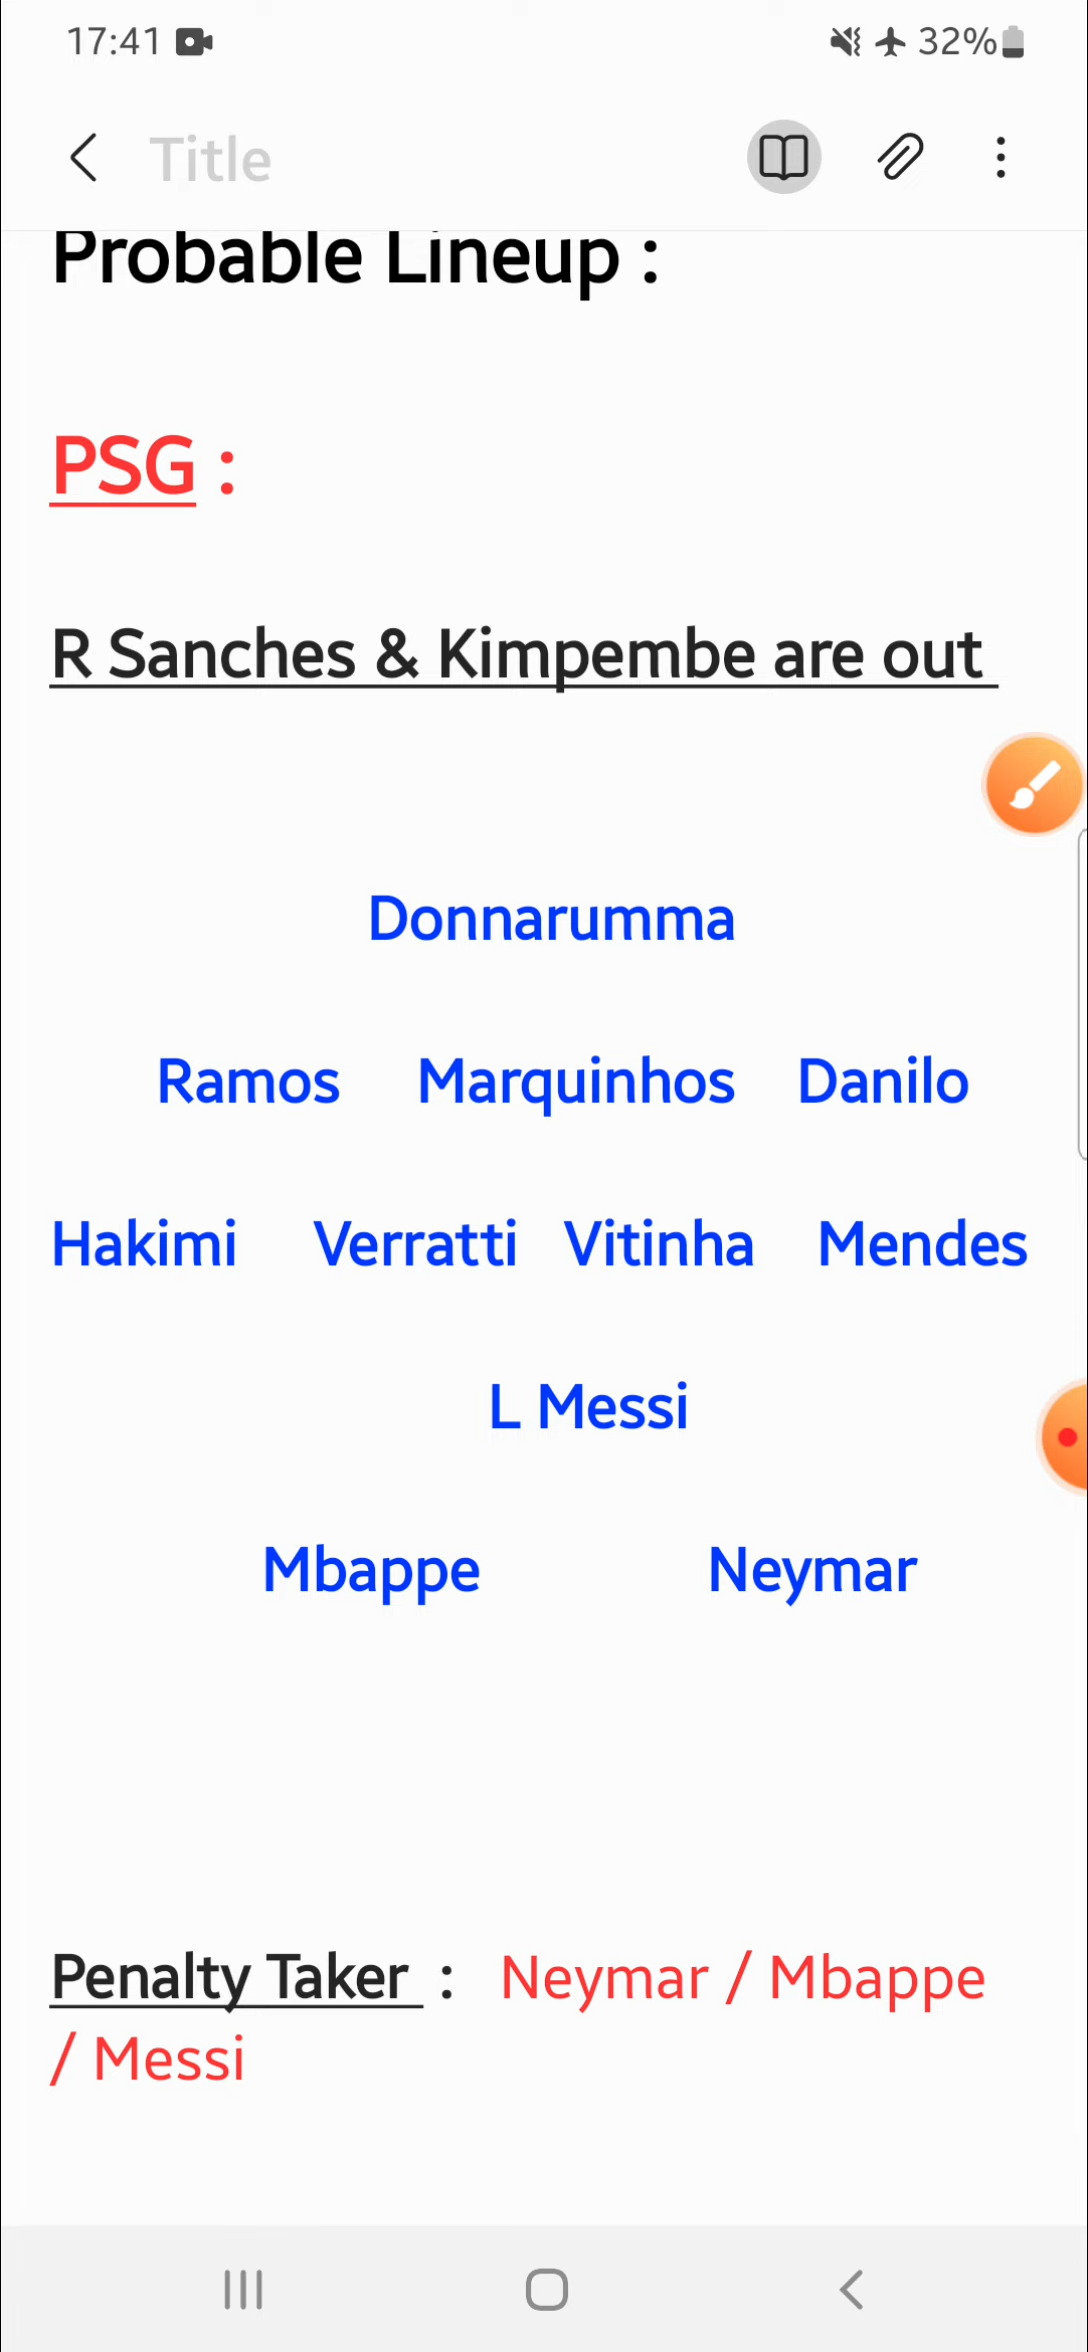 17:41 32%
Title
Probable Lineup :
PSG :
R Sanches & Kimpembe are out
Donnarumma
Ramos Marquinhos Danilo
Hakimi Verratti Vitinha Mendes
L Messi
Mbappe Neymar
Penalty Taker : Neymar / Mbappe
/ Messi